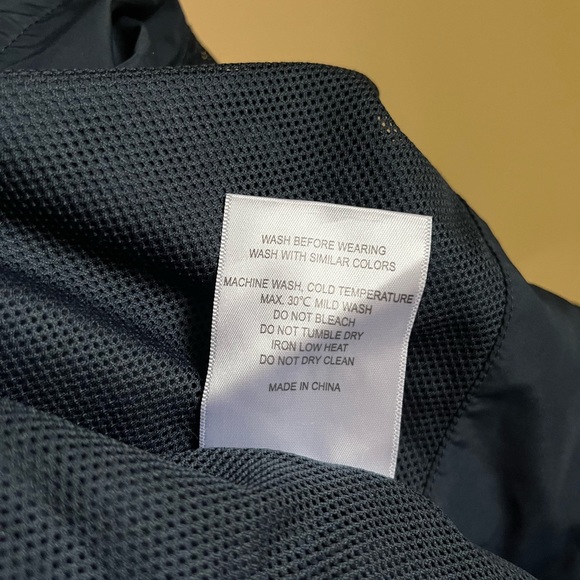 WASH BEFORE WEARING
WASH WITH SIMILAR COLORS
MACHINE WASH, COLD TEMPERATURE
MAX. 30℃ MILD WASH
DO NOT BLEACH
DO NOT TUMBLE DRY
IRON LOW HEAT
DO NOT DRY CLEAN
MADE IN CHINA